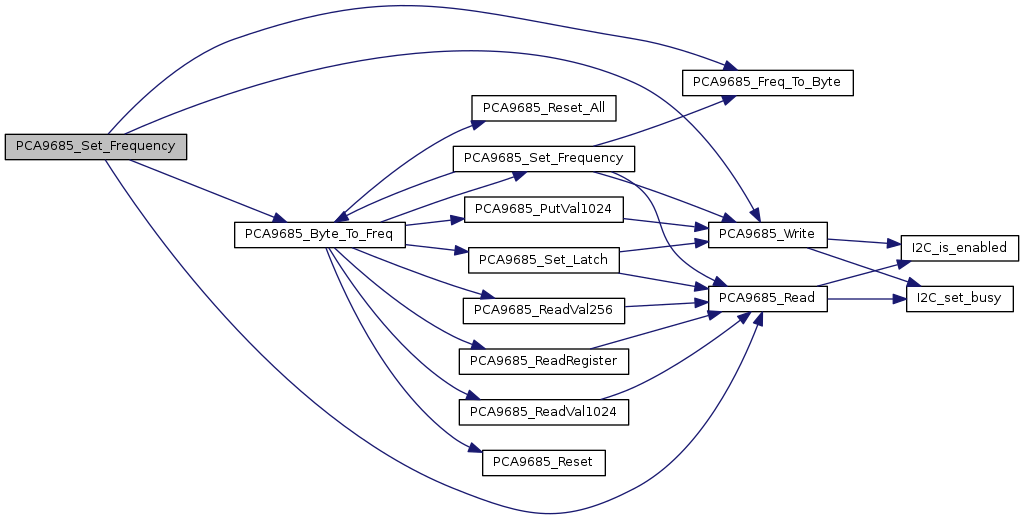 PCA9685_Set_Frequency
PCA9685_Byte_To_Freq
PCA9685_Reset_All
PCA9685_Set_Frequency
PCA9685_PutVal1024
PCA9685_Set_Latch
PCA9685_ReadVal256
PCA9685_ReadRegister
PCA9685_ReadVal1024
PCA9685_Reset
PCA9685_Freq_To_Byte
PCA9685_Write
PCA9685_Read
I2C_is_enabled
I2C_set_busy